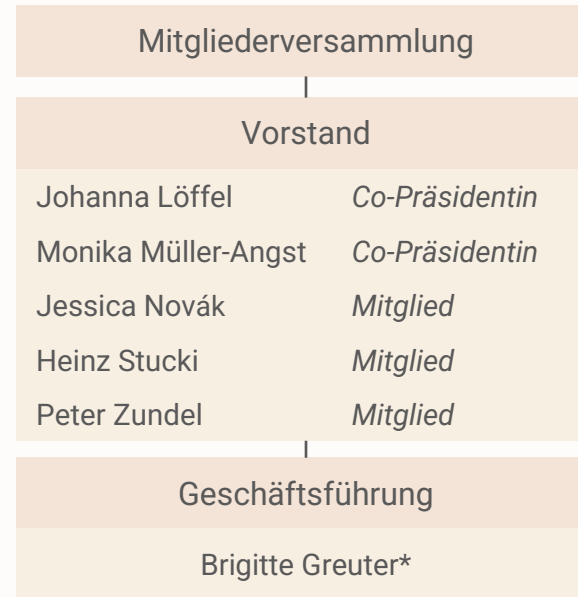 Mitgliederversammlung
Vorstand
Johanna Löffel Co-Präsidentin
Monika Müller-Angst Co-Präsidentin
Jessica Novák Mitglied
Heinz Stucki Mitglied
Peter Zundel Mitglied
Geschäftsführung
Brigitte Greuter*